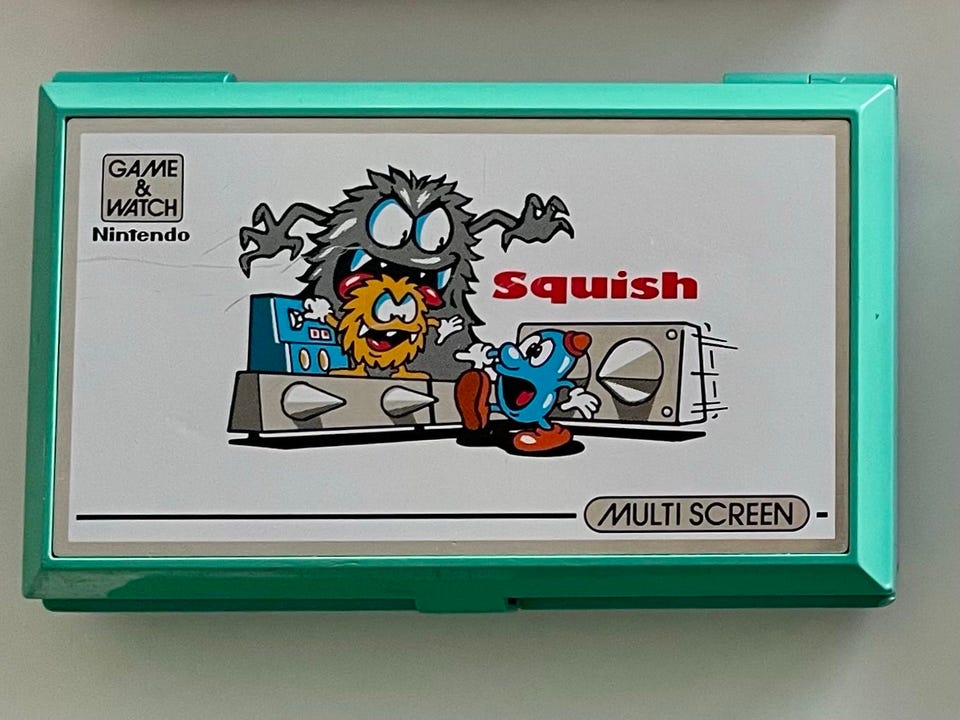 GAME
&
WATCH
Nintendo
Squish
MULTI SCREEN